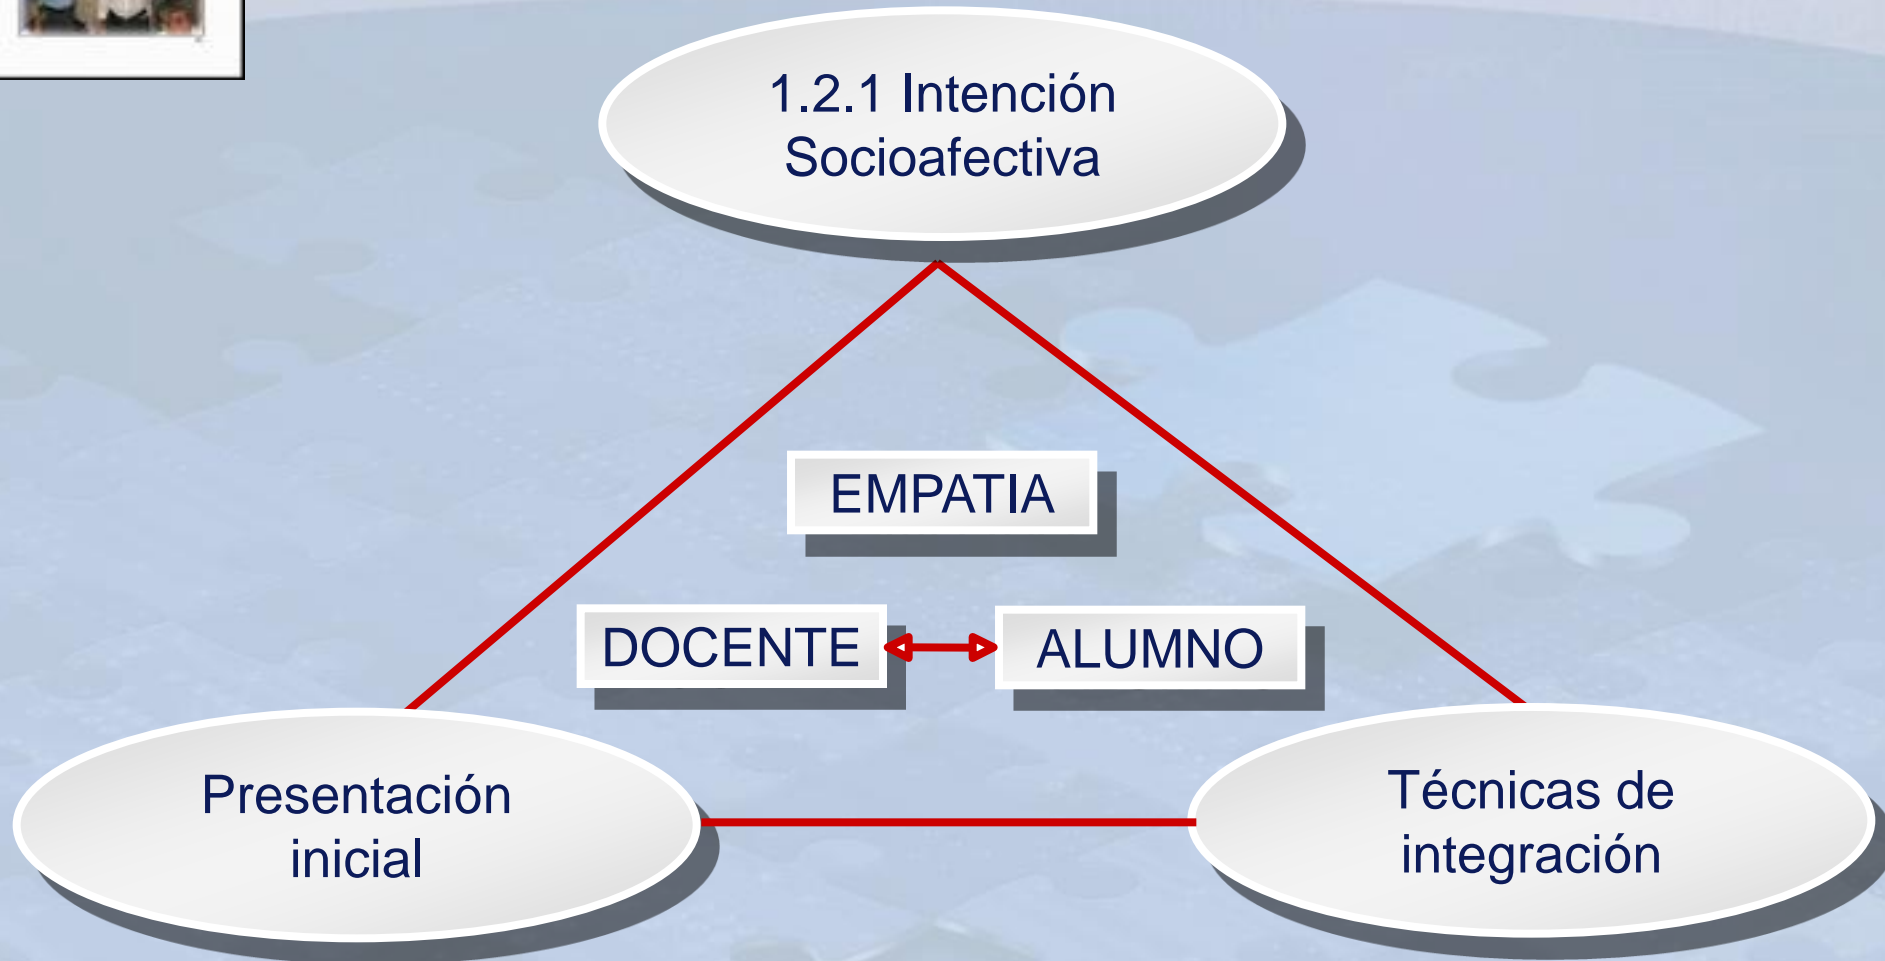 1.2.1 Intención
Socioafectiva
EMPATIA
DOCENTE
ALUMNO
Presentación
inicial
Técnicas de
integración